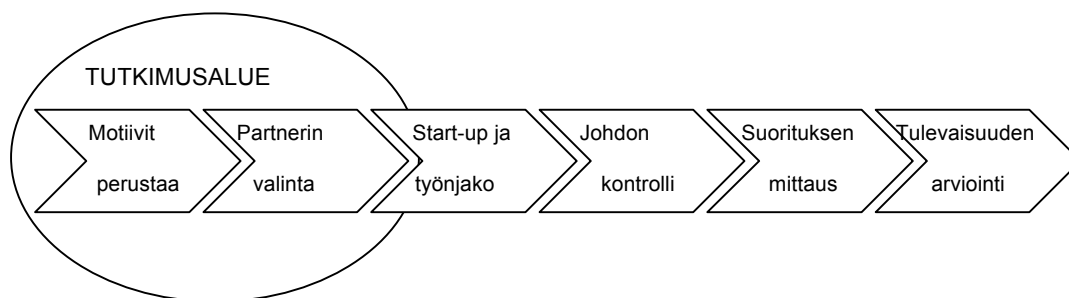 TUTKIMUSALUE
Motiivit
perustaa
Partnerin
valinta
Start-up ja
työnjako
Johdon
kontrolli
Suorituksen
mittaus
Tulevaisuuden
arviointi